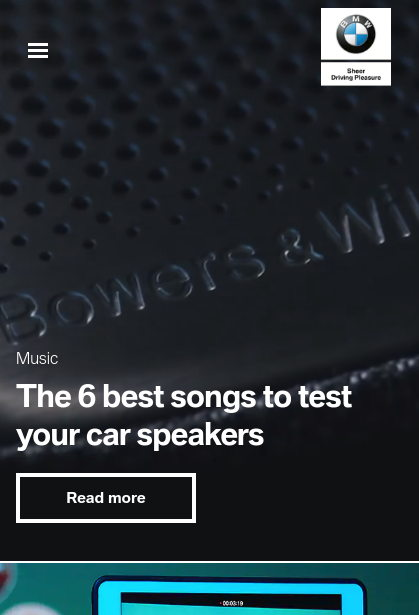 BMW
Sheer
Driving Pleasure
Bowers & Wi
Music
The 6 best songs to test
your car speakers
Read more
00:03:19